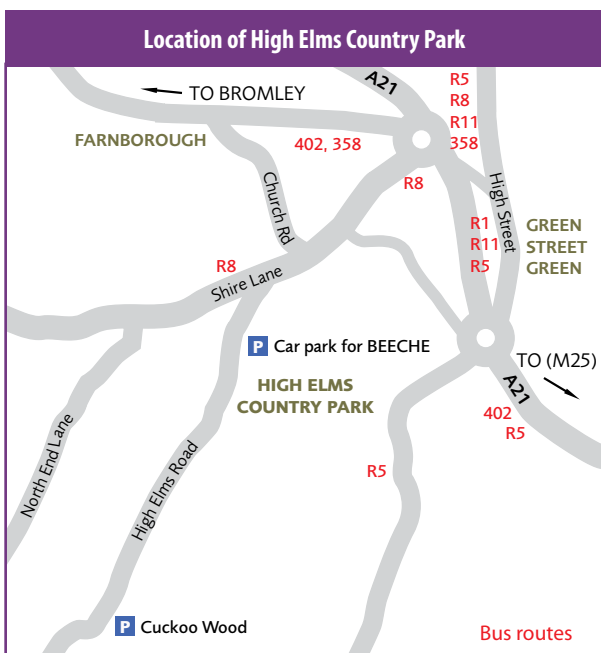 Location of High Elms Country Park
A21
TO BROMLEY
R5
R8
R11
358
FARNBOROUGH
402, 358
R8
Church Rd
High Street
R1
R11
R5
GREEN
STREET
GREEN
R8
Shire Lane
P Car park for BEECHE
TO (M25)
A21
HIGH ELMS
COUNTRY PARK
402
R5
North End Lane
High Elms Road
R5
P Cuckoo Wood
Bus routes